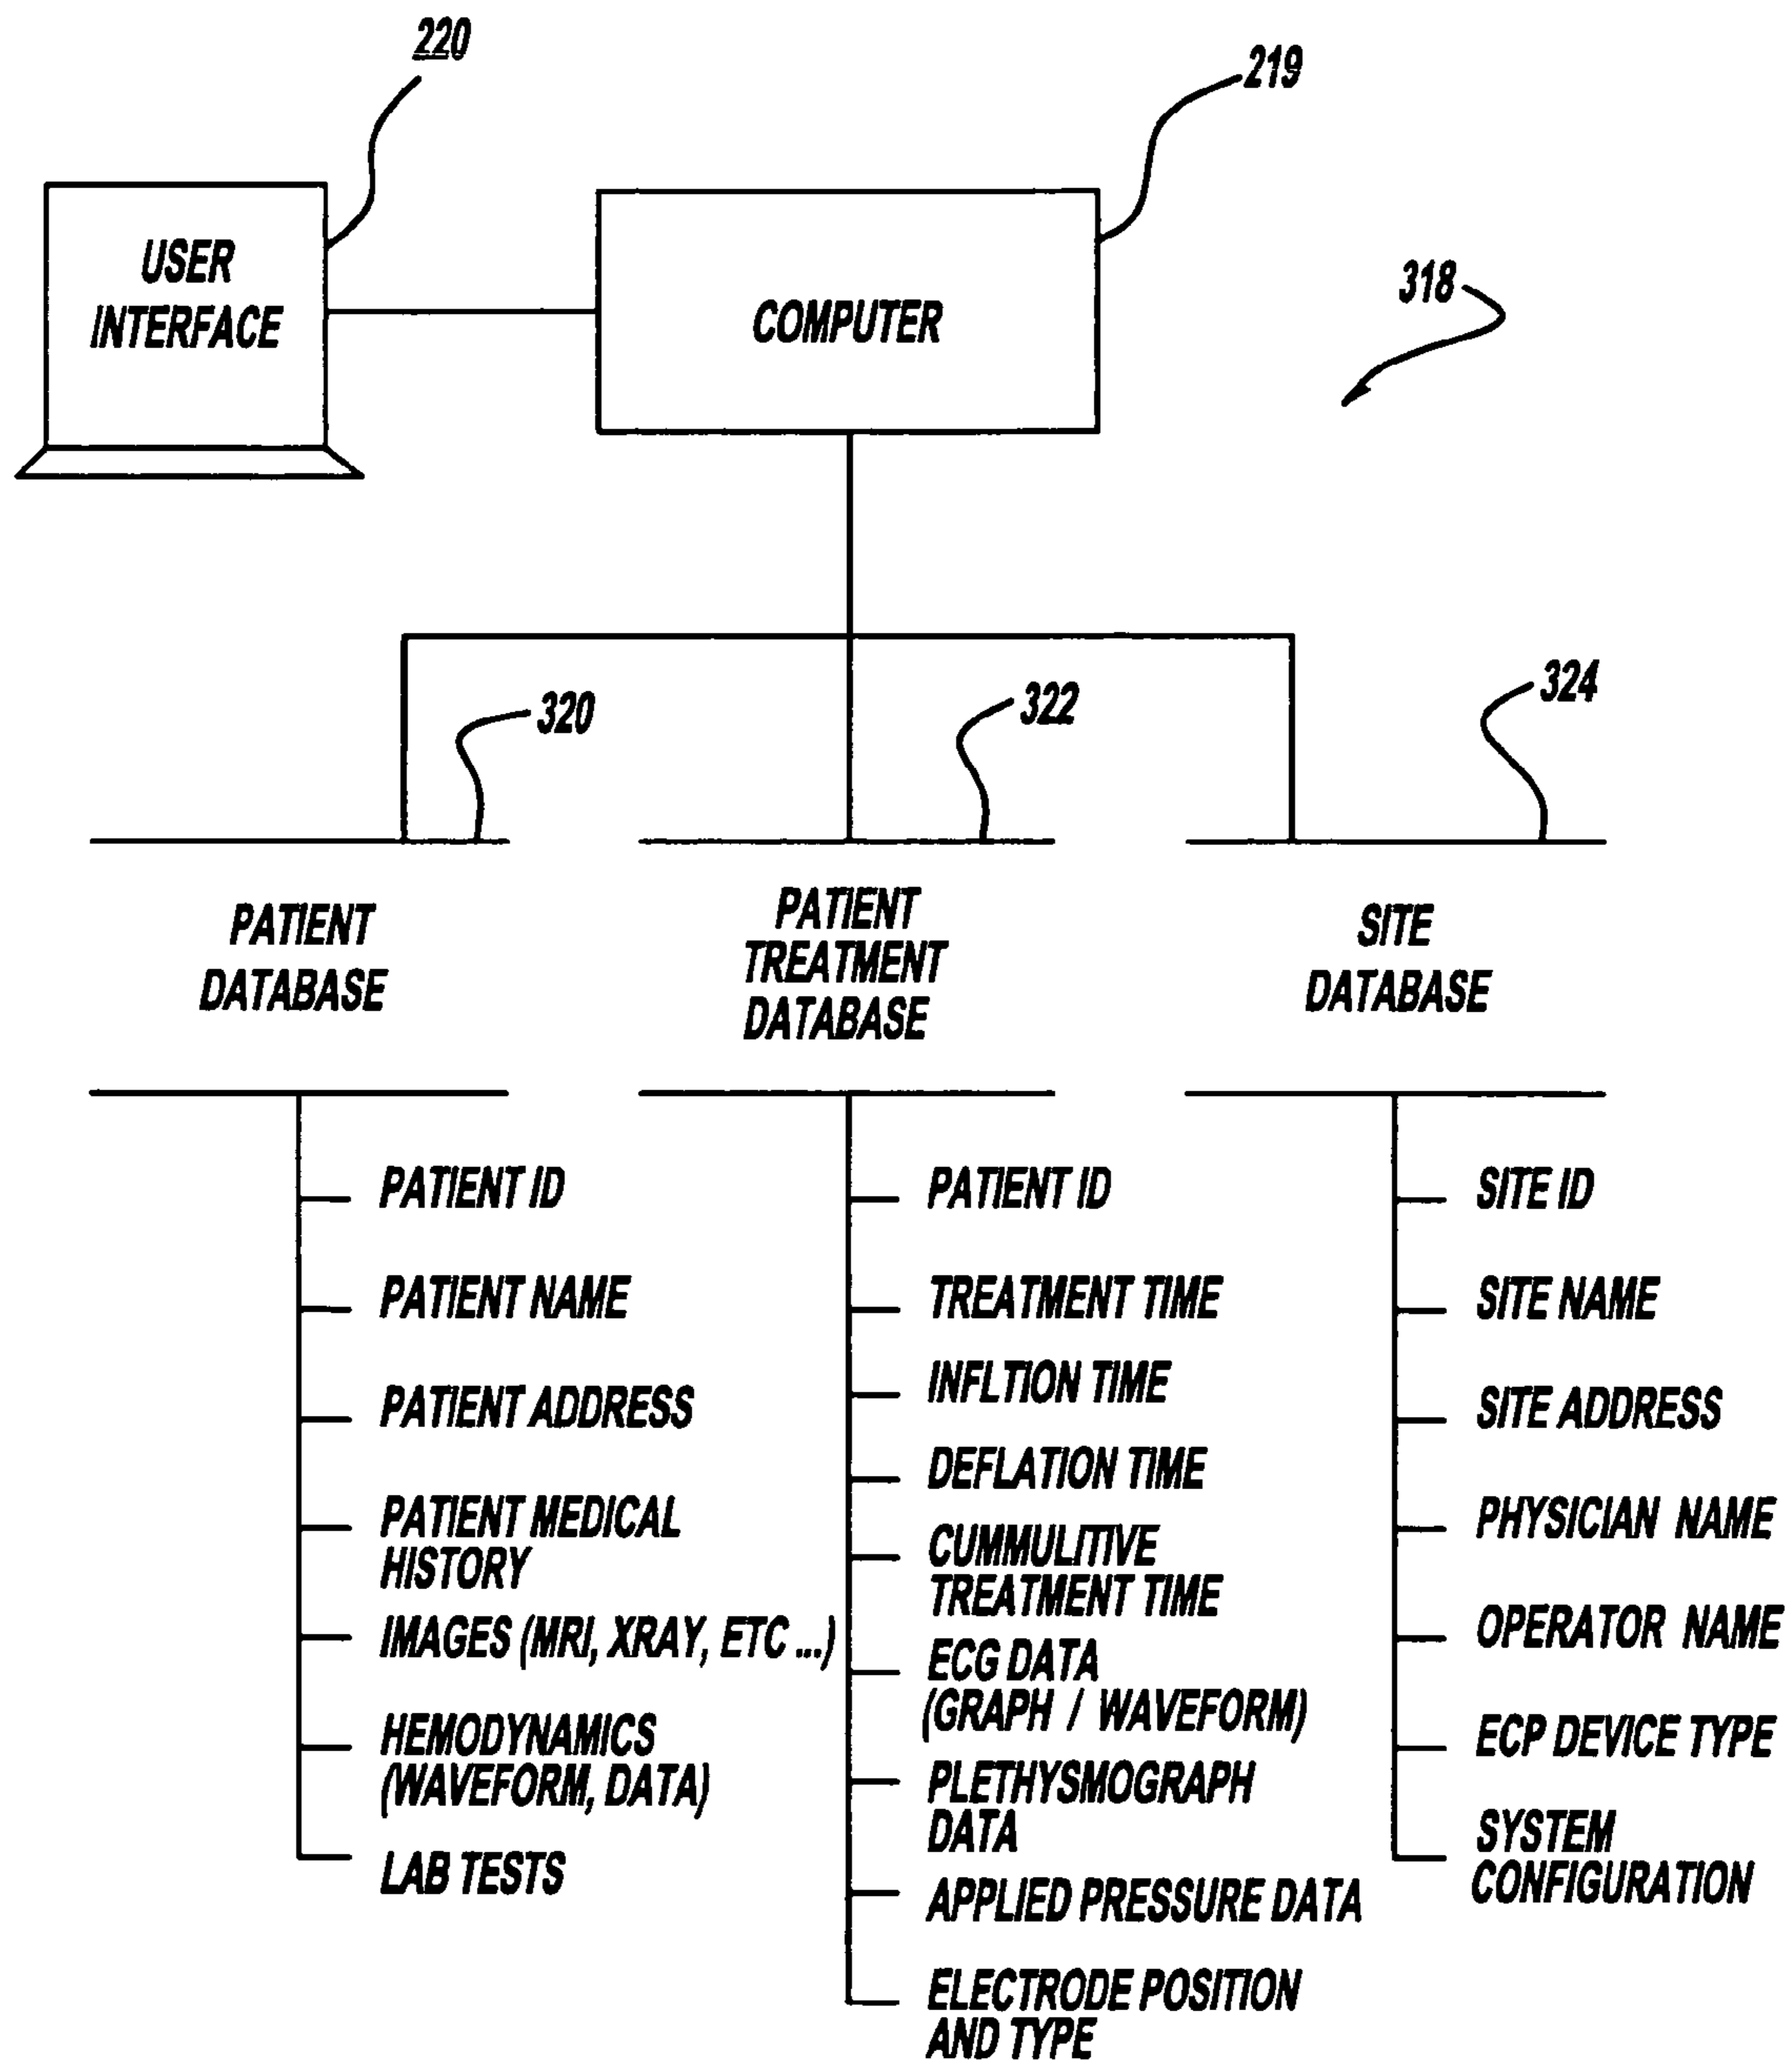 220
219
USER
INTERFACE
COMPUTER
318
320
322
324
PATIENT
DATABASE
PATIENT
TREATMENT
DATABASE
SITE
DATABASE
PATIENT ID
PATIENT NAME
PATIENT ADDRESS
PATIENT MEDICAL
HISTORY
IMAGES (MRI, XRAY, ETC ...)
HEMODYNAMICS
(WAVEFORM, DATA)
LAB TESTS
PATIENT ID
TREATMENT TIME
INFLTION TIME
DEFLATION TIME
CUMMULITIVE
TREATMENT TIME
ECG DATA
(GRAPH / WAVEFORM)
PLETHYSMOGRAPH
DATA
APPLIED PRESSURE DATA
ELECTRODE POSITION
AND TYPE
SITE ID
SITE NAME
SITE ADDRESS
PHYSICIAN NAME
OPERATOR NAME
ECP DEVICE TYPE
SYSTEM
CONFIGURATION